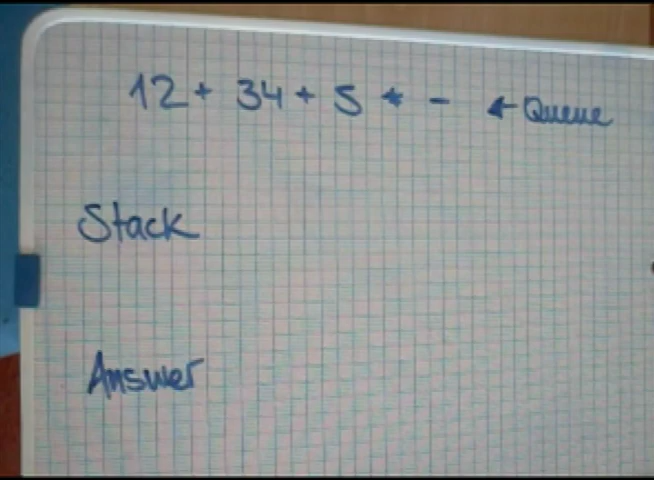 12 + 34 + 5 * - ← Queue
Stack
Answer